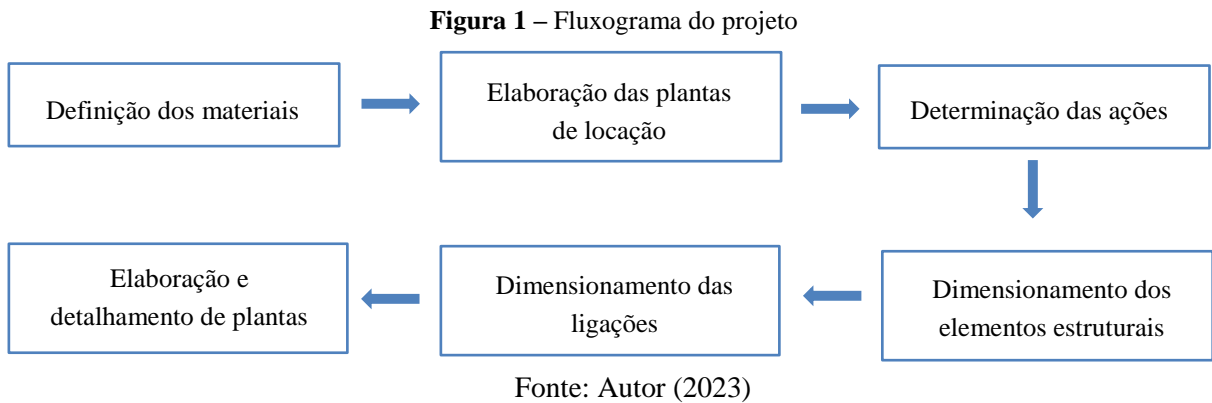 Figura 1 – Fluxograma do projeto
Definição dos materiais
Elaboração das plantas
de locação
Determinação das ações
Dimensionamento dos
elementos estruturais
Dimensionamento das
ligações
Elaboração e
detalhamento de plantas
Fonte: Autor (2023)